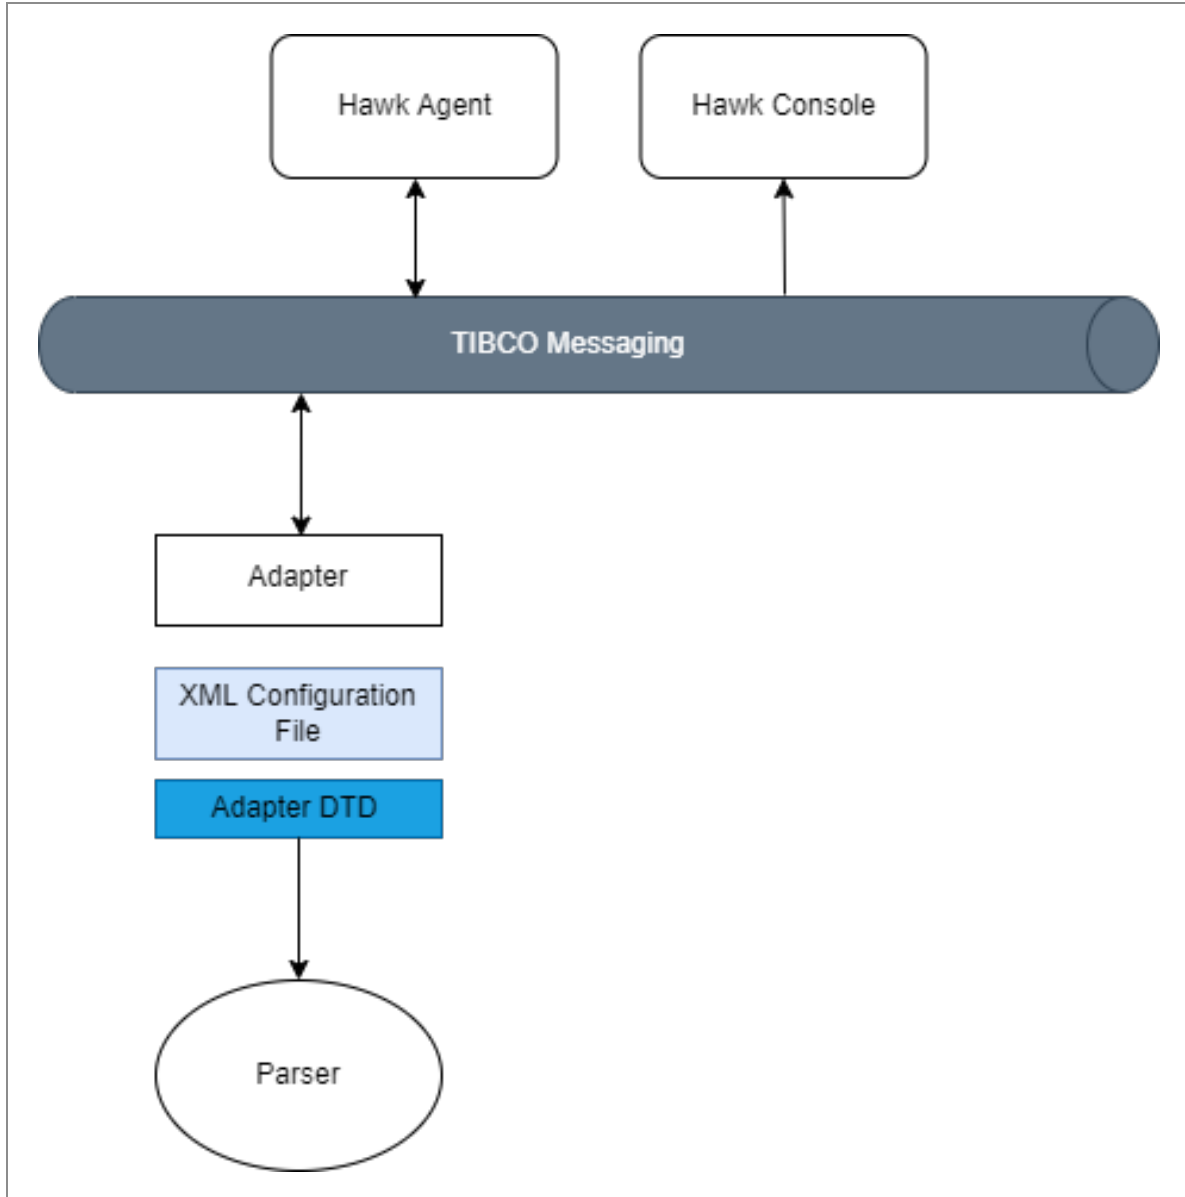 Hawk Agent
Hawk Console
TIBCO Messaging
Adapter
XML Configuration
File
Adapter DTD
Parser